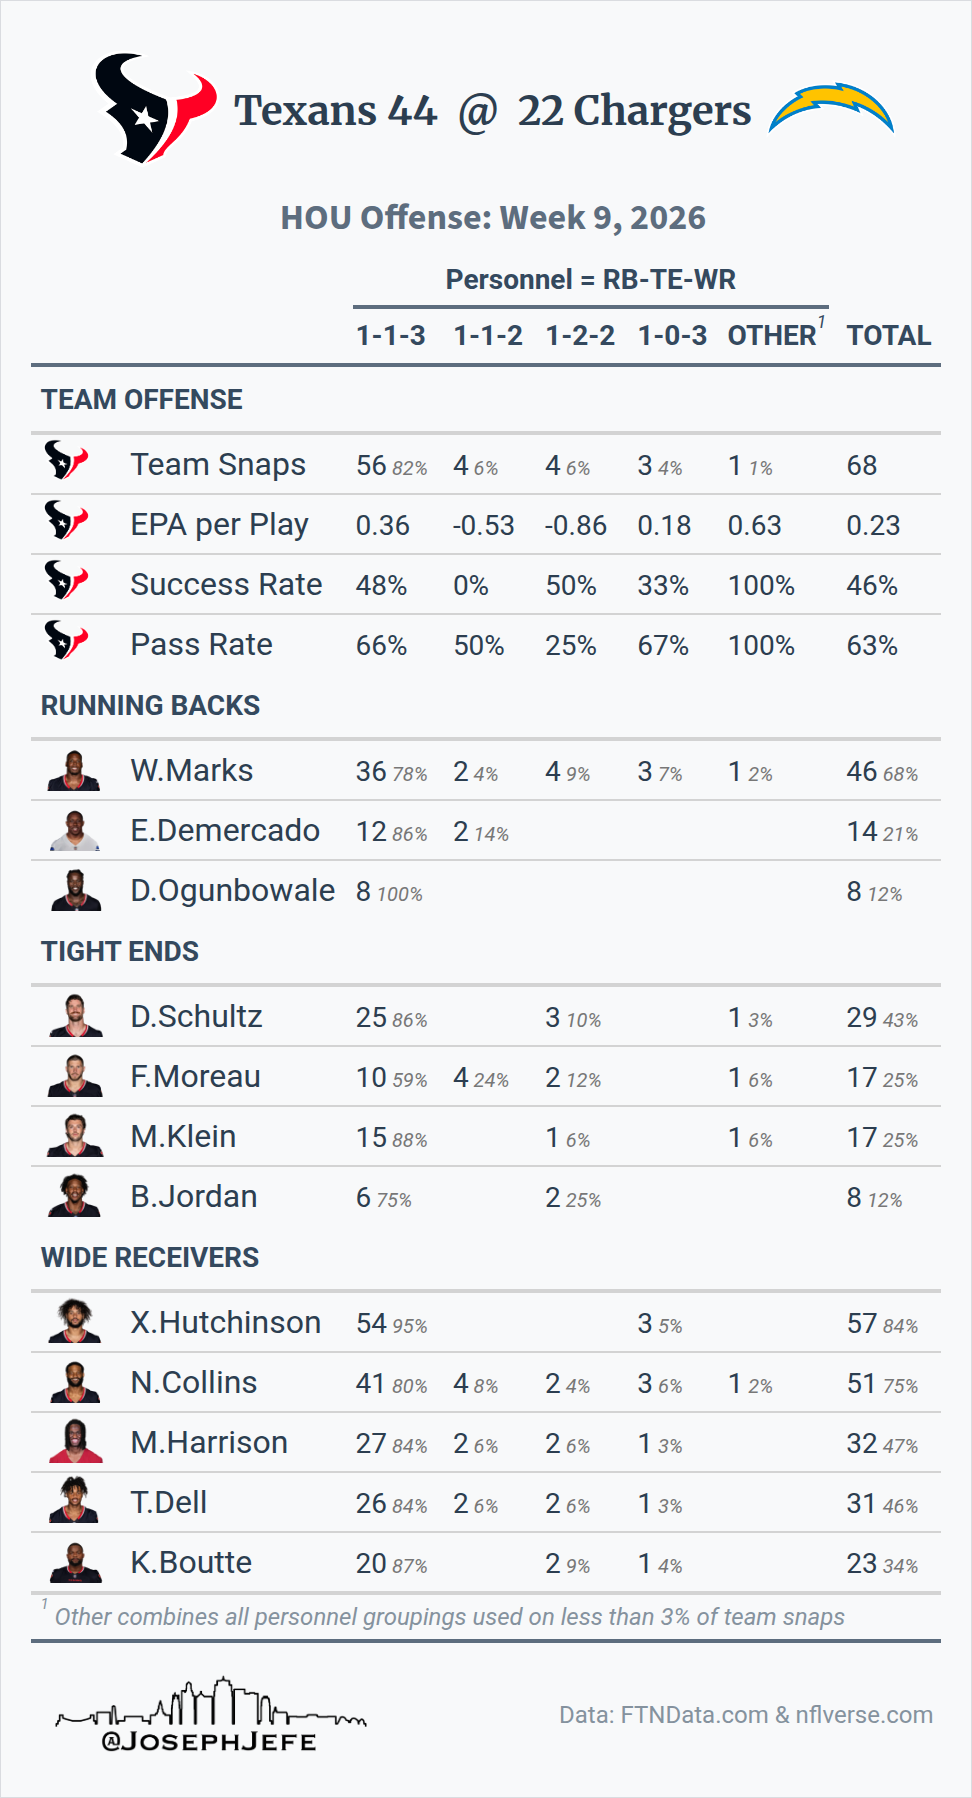 Texans 44 @ 22 Chargers
HOU Offense: Week 9, 2026
Personnel = RB-TE-WR
1-1-3 1-1-2 1-2-2 1-0-3 OTHER1 TOTAL
TEAM OFFENSE
Team Snaps 56 82% 4 6% 4 6% 3 4% 1 1% 68
EPA per Play 0.36 -0.53 -0.86 0.18 0.63 0.23
Success Rate 48% 0% 50% 33% 100% 46%
Pass Rate 66% 50% 25% 67% 100% 63%
RUNNING BACKS
W.Marks 36 78% 2 4% 4 9% 3 7% 1 2% 46 68%
E.Demercado 12 86% 2 14% 14 21%
D.Ogunbowale 8 100% 8 12%
TIGHT ENDS
D.Schultz 25 86% 3 10% 1 3% 29 43%
F.Moreau 10 59% 4 24% 2 12% 1 6% 17 25%
M.Klein 15 88% 1 6% 1 6% 17 25%
B.Jordan 6 75% 2 25% 8 12%
WIDE RECEIVERS
X.Hutchinson 54 95% 3 5% 57 84%
N.Collins 41 80% 4 8% 2 4% 3 6% 1 2% 51 75%
M.Harrison 27 84% 2 6% 2 6% 1 3% 32 47%
T.Dell 26 84% 2 6% 2 6% 1 3% 31 46%
K.Boutte 20 87% 2 9% 1 4% 23 34%
1 Other combines all personnel groupings used on less than 3% of team snaps
@JOSEPHJEFE
Data: FTNData.com & nflverse.com